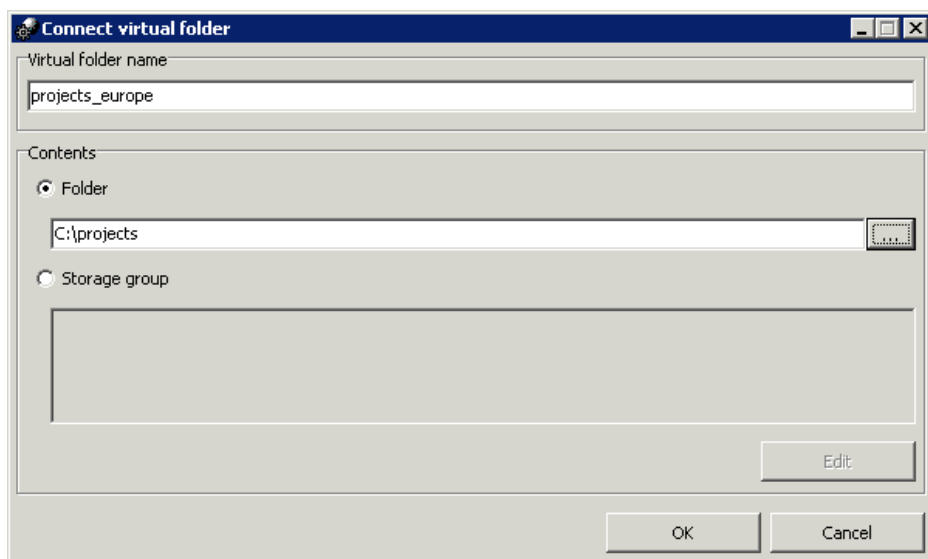 Connect virtual folder
Virtual folder name
projects_europe
Contents
Folder
C:\projects
...
Storage group
Edit
OK
Cancel